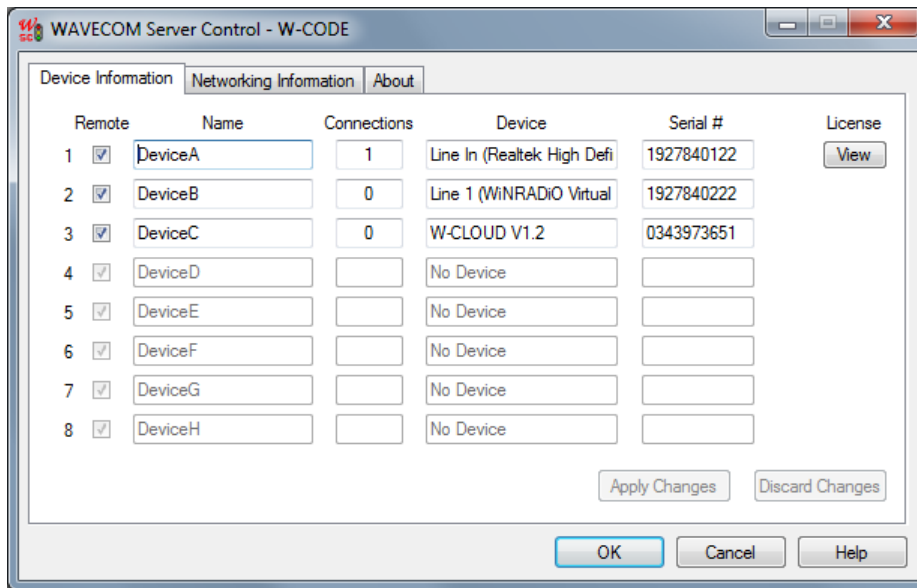 WAVECOM Server Control - W-CODE
Device Information Networking Information About
Remote Name Connections Device Serial # License
1 DeviceA 1 Line In (Realtek High Defi 1927840122 View
2 DeviceB 0 Line 1 (WiNRADiO Virtual 1927840222
3 DeviceC 0 W-CLOUD V1.2 0343973651
4 DeviceD No Device
5 DeviceE No Device
6 DeviceF No Device
7 DeviceG No Device
8 DeviceH No Device
Apply Changes Discard Changes
OK Cancel Help